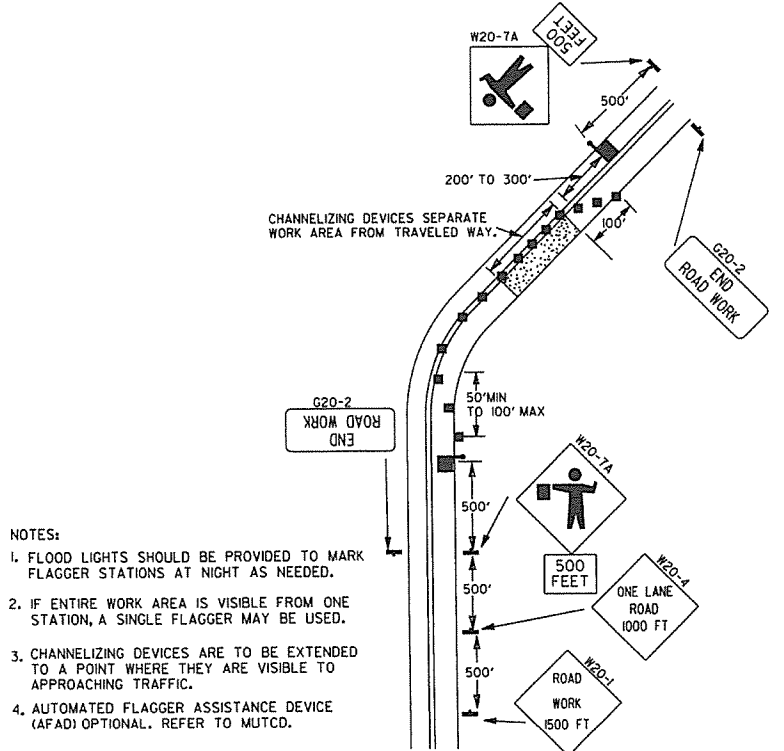 W20-7A
500
FEET
500'
200' TO 300'
CHANNELIZING DEVICES SEPARATE
WORK AREA FROM TRAVELED WAY.
100'
G20-2
END
ROAD WORK
G20-2
END
ROAD WORK
50'MIN
TO 100' MAX
W20-7A
500'
500
FEET
500'
W20-4
ONE LANE
ROAD
1000 FT
500'
W20-1
ROAD
WORK
1500 FT
NOTES:
1. FLOOD LIGHTS SHOULD BE PROVIDED TO MARK
FLAGGER STATIONS AT NIGHT AS NEEDED.
2. IF ENTIRE WORK AREA IS VISIBLE FROM ONE
STATION, A SINGLE FLAGGER MAY BE USED.
3. CHANNELIZING DEVICES ARE TO BE EXTENDED
TO A POINT WHERE THEY ARE VISIBLE TO
APPROACHING TRAFFIC.
4. AUTOMATED FLAGGER ASSISTANCE DEVICE
(AFAD) OPTIONAL. REFER TO MUTCD.